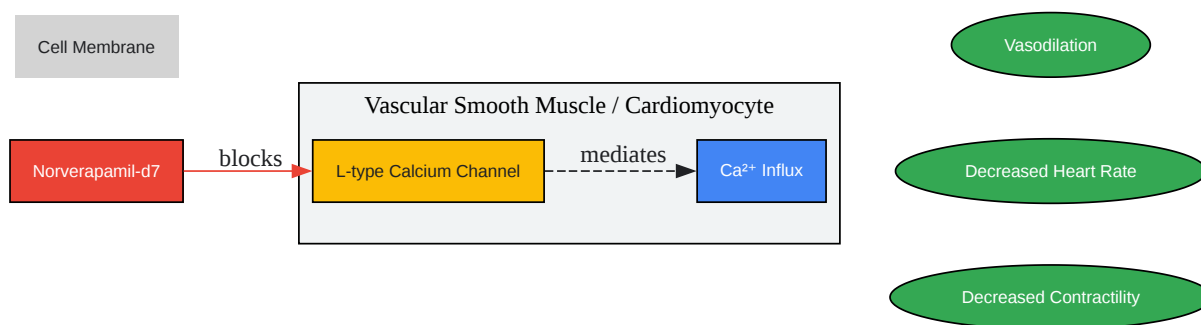 Cell Membrane
Vasodilation
Vascular Smooth Muscle / Cardiomyocyte
Norverapamil-d7
blocks
L-type Calcium Channel
mediates
Ca²⁺ Influx
Decreased Heart Rate
Decreased Contractility